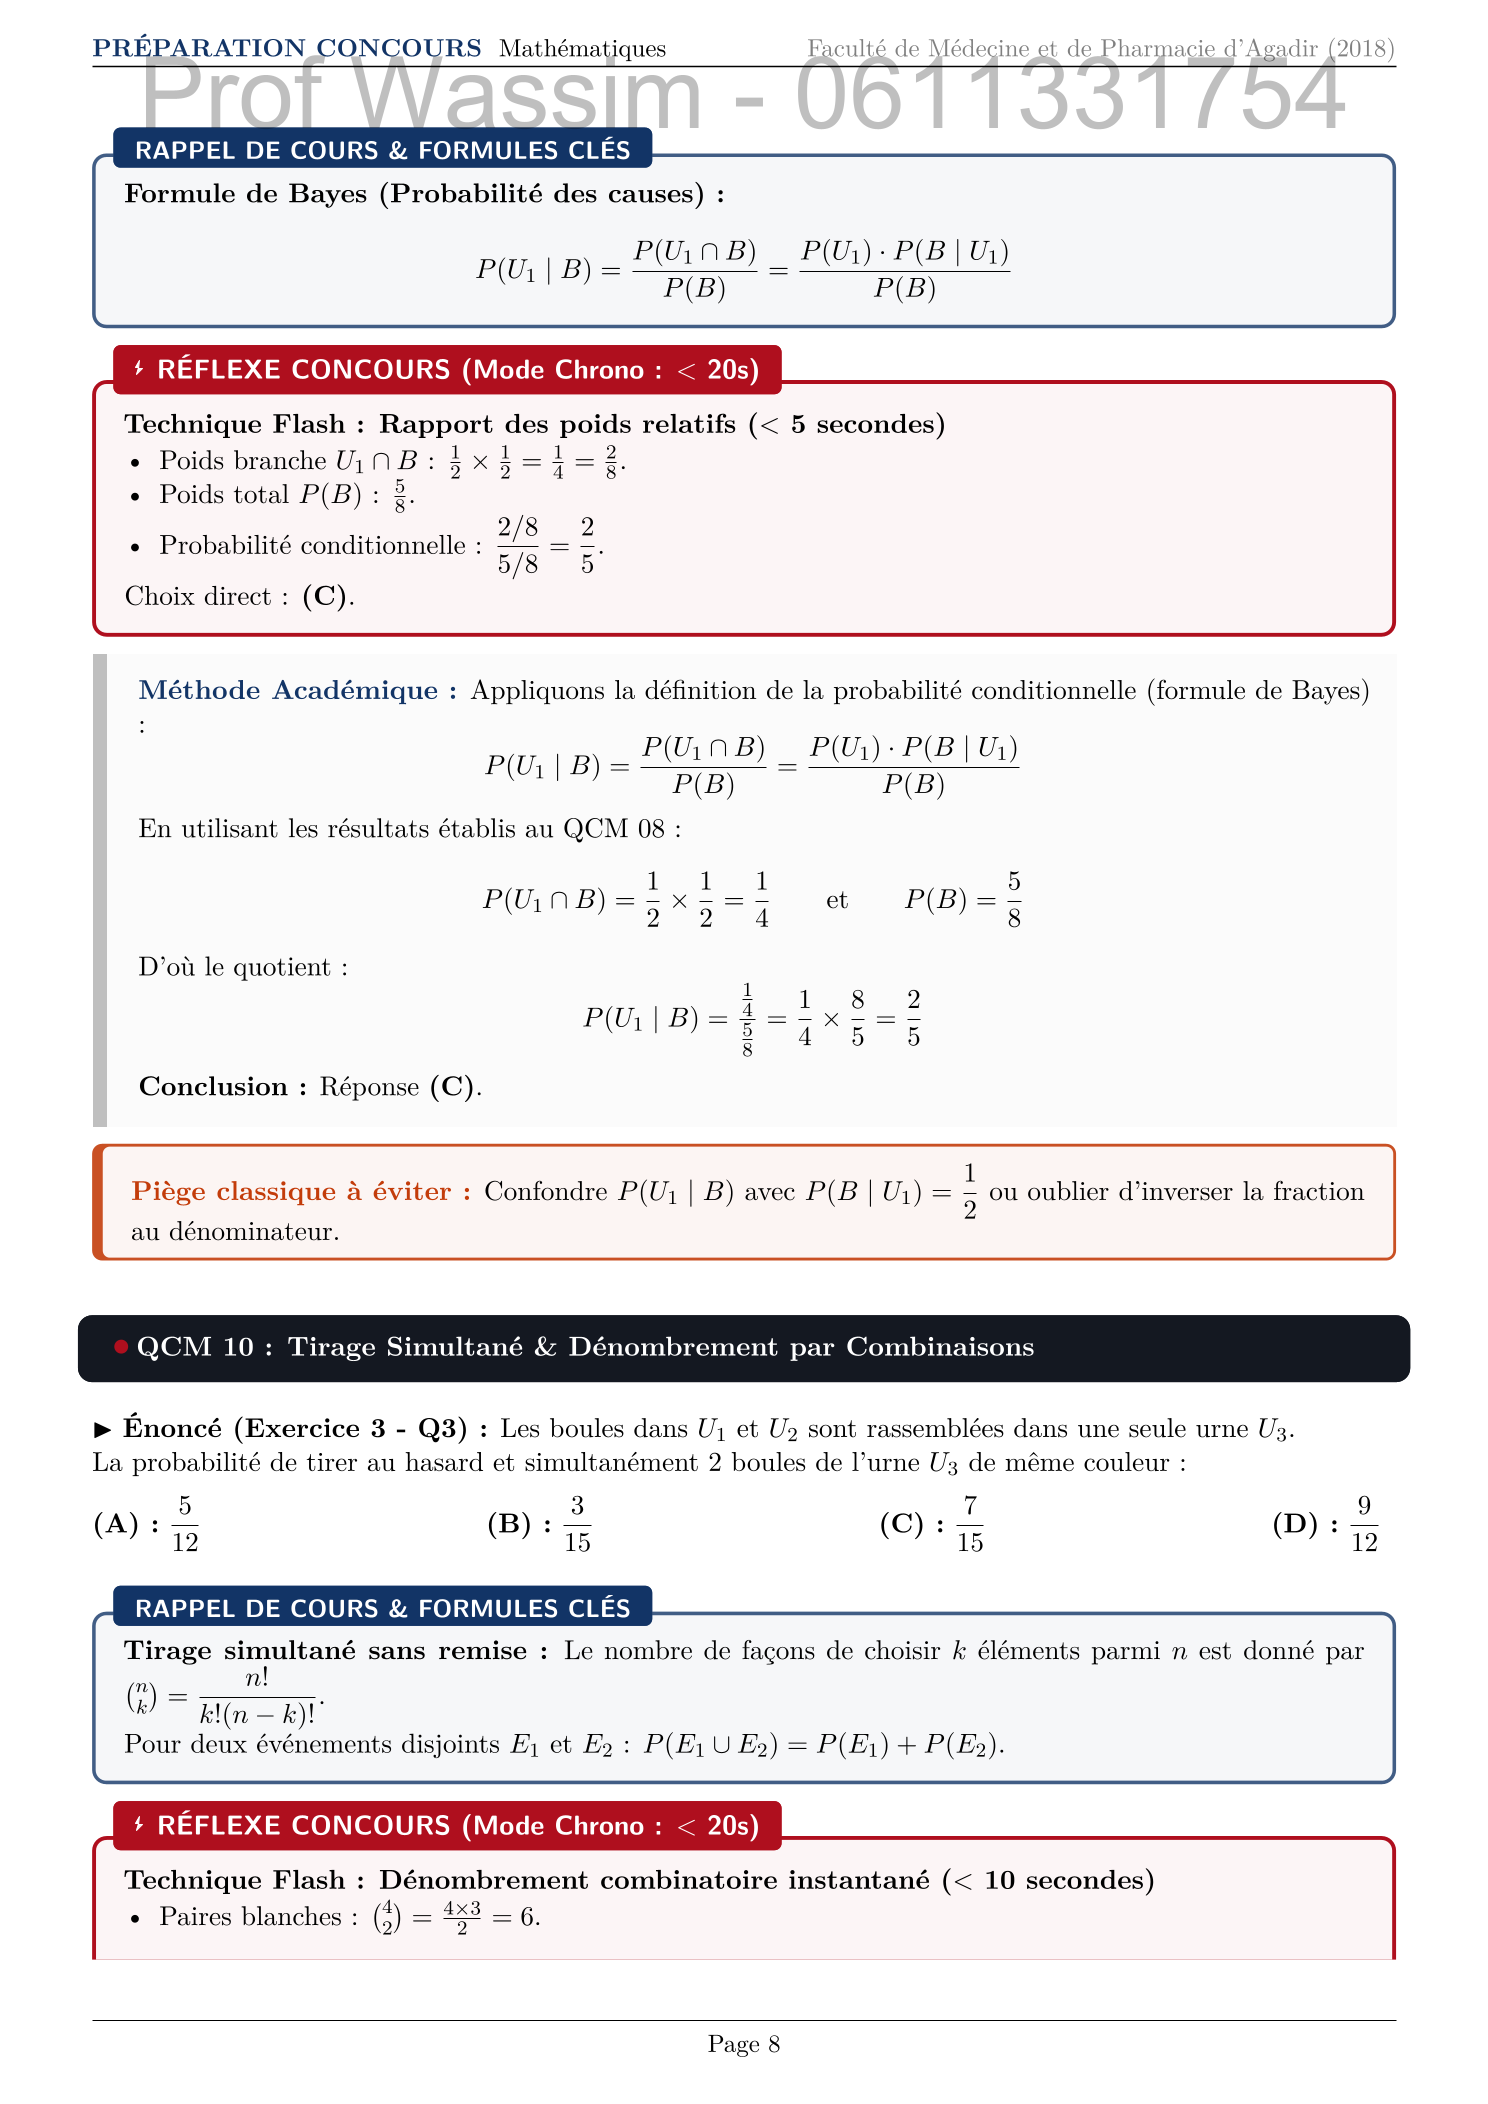 PRÉPARATION CONCOURS Mathématiques Faculté de Médecine et de Pharmacie d'Agadir (2018)
Prof Wassim - 0611331754
RAPPEL DE COURS & FORMULES CLÉS
Formule de Bayes (Probabilité des causes) :
P(U₁ | B) = P(U₁ ∩ B)/P(B) = P(U₁) · P(B | U₁)/P(B)
RÉFLEXE CONCOURS (Mode Chrono : < 20s)
Technique Flash : Rapport des poids relatifs (< 5 secondes)
• Poids branche U₁ ∩ B : 1/2 × 1/2 = 1/4 = 2/8.
• Poids total P(B) : 5/8.
• Probabilité conditionnelle : (2/8)/(5/8) = 2/5.
Choix direct : (C).
Méthode Académique : Appliquons la définition de la probabilité conditionnelle (formule de Bayes)
:
P(U₁ | B) = P(U₁ ∩ B)/P(B) = P(U₁) · P(B | U₁)/P(B)
En utilisant les résultats établis au QCM 08 :
P(U₁ ∩ B) = 1/2 × 1/2 = 1/4 et P(B) = 5/8
D'où le quotient :
P(U₁ | B) = (1/4)/(5/8) = 1/4 × 8/5 = 2/5
Conclusion : Réponse (C).
Piège classique à éviter : Confondre P(U₁ | B) avec P(B | U₁) = 1/2 ou oublier d'inverser la fraction
au dénominateur.
● QCM 10 : Tirage Simultané & Dénombrement par Combinaisons
▶ Énoncé (Exercice 3 - Q3) : Les boules dans U₁ et U₂ sont rassemblées dans une seule urne U₃.
La probabilité de tirer au hasard et simultanément 2 boules de l'urne U₃ de même couleur :
(A) : 5/12 (B) : 3/15 (C) : 7/15 (D) : 9/12
RAPPEL DE COURS & FORMULES CLÉS
Tirage simultané sans remise : Le nombre de façons de choisir k éléments parmi n est donné par
(n k) = n!/(k!(n − k)!).
Pour deux événements disjoints E₁ et E₂ : P(E₁ ∪ E₂) = P(E₁) + P(E₂).
RÉFLEXE CONCOURS (Mode Chrono : < 20s)
Technique Flash : Dénombrement combinatoire instantané (< 10 secondes)
• Paires blanches : (4 2) = (4×3)/2 = 6.
Page 8